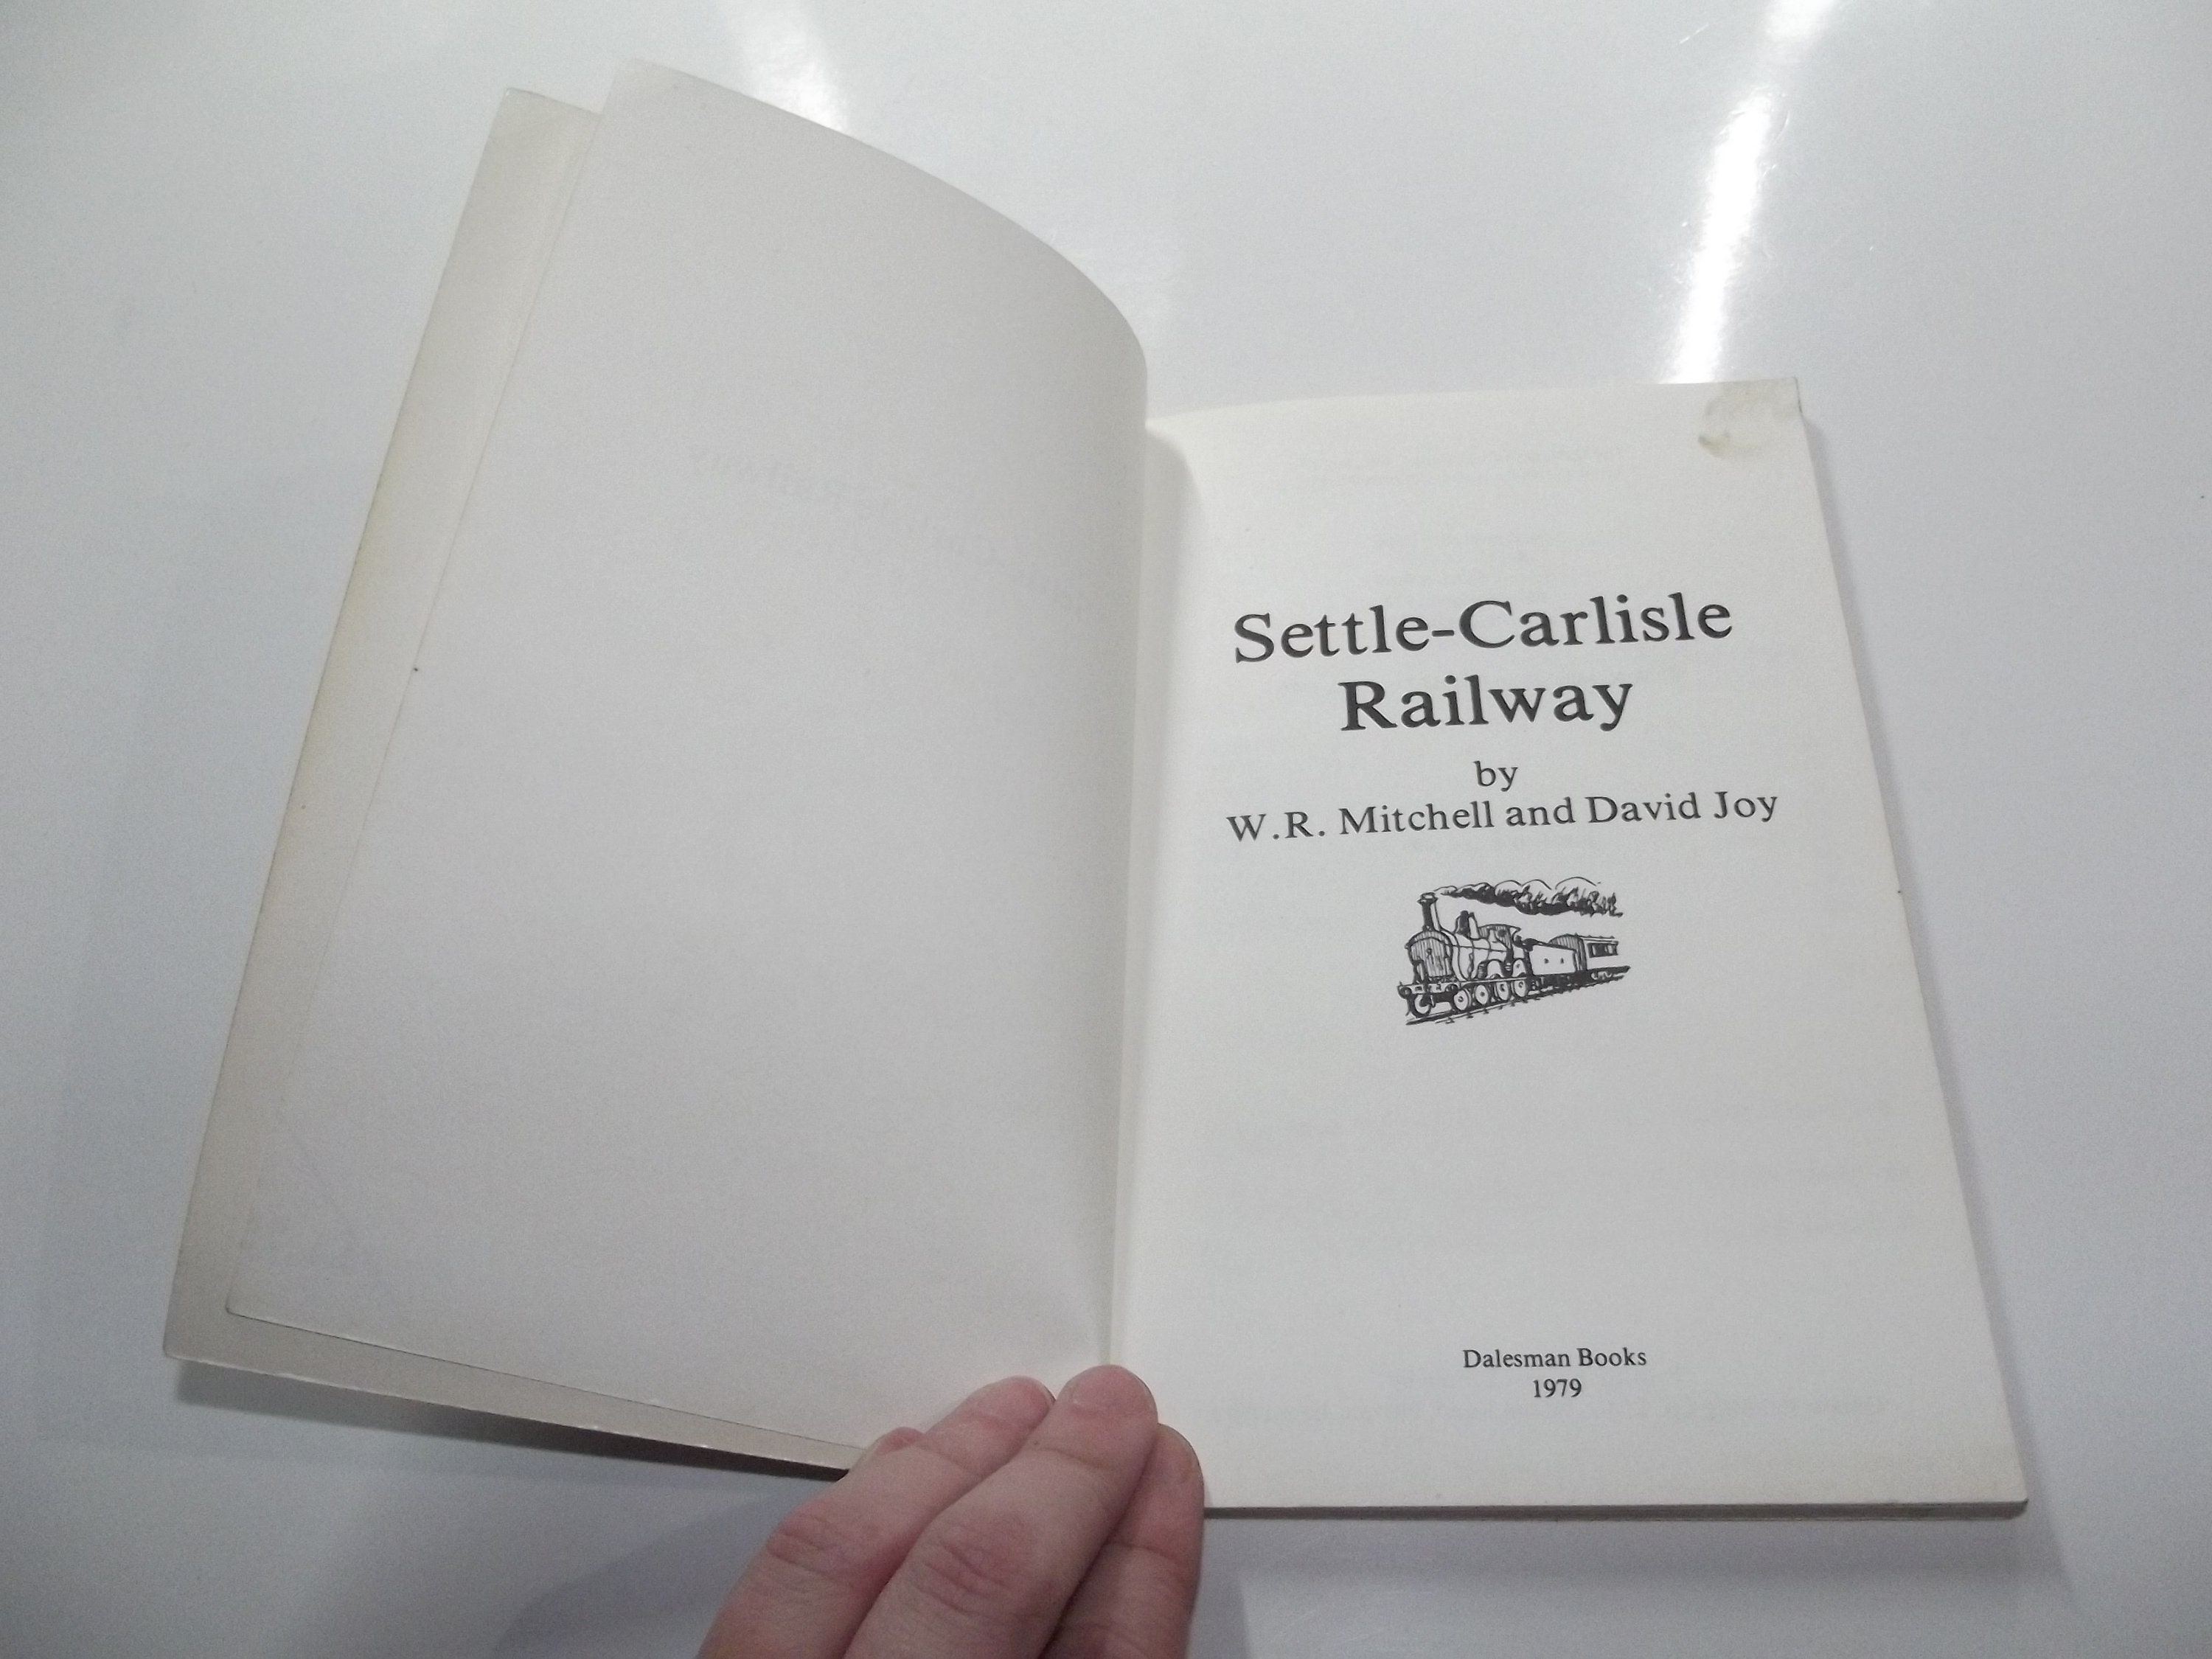 Settle-Carlisle
Railway
by
W.R. Mitchell and David Joy
Dalesman Books
1979